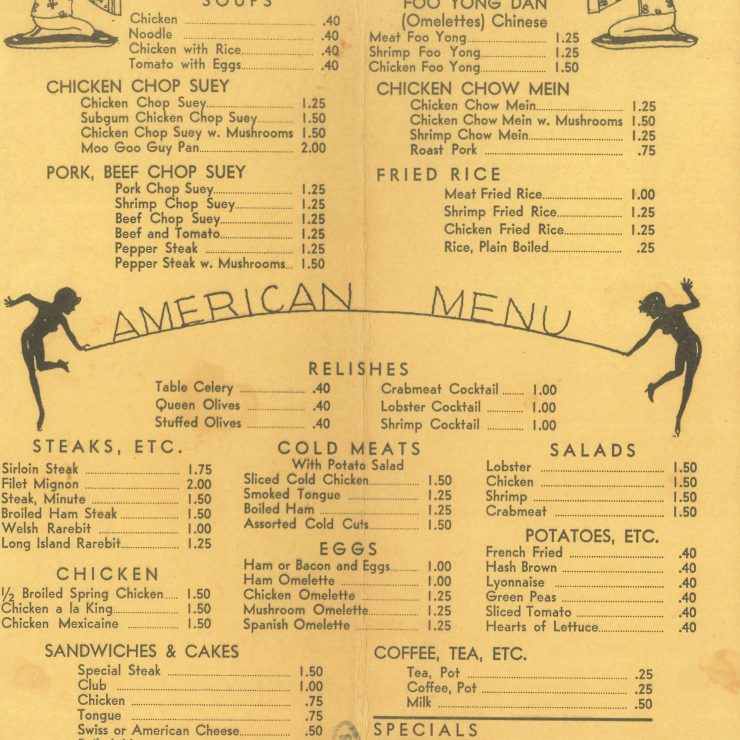 SOUPS
Chicken .40
Noodle .40
Chicken with Rice .40
Tomato with Eggs .40
FOO YONG DAN
(Omelettes) Chinese
Meat Foo Yong 1.25
Shrimp Foo Yong 1.25
Chicken Foo Yong 1.50
CHICKEN CHOP SUEY
Chicken Chop Suey 1.25
Subgum Chicken Chop Suey 1.50
Chicken Chop Suey w. Mushrooms 1.50
Moo Goo Guy Pan 2.00
CHICKEN CHOW MEIN
Chicken Chow Mein 1.25
Chicken Chow Mein w. Mushrooms 1.50
Shrimp Chow Mein 1.25
Roast Pork .75
PORK, BEEF CHOP SUEY
Pork Chop Suey 1.25
Shrimp Chop Suey 1.25
Beef Chop Suey 1.25
Beef and Tomato 1.25
Pepper Steak 1.25
Pepper Steak w. Mushrooms 1.50
FRIED RICE
Meat Fried Rice 1.00
Shrimp Fried Rice 1.25
Chicken Fried Rice 1.25
Rice, Plain Boiled .25
AMERICAN MENU
RELISHES
Table Celery .40
Queen Olives .40
Stuffed Olives .40
Crabmeat Cocktail 1.00
Lobster Cocktail 1.00
Shrimp Cocktail 1.00
STEAKS, ETC.
Sirloin Steak 1.75
Filet Mignon 2.00
Steak, Minute 1.50
Broiled Ham Steak 1.50
Welsh Rarebit 1.00
Long Island Rarebit 1.25
COLD MEATS
With Potato Salad
Sliced Cold Chicken 1.50
Smoked Tongue 1.25
Boiled Ham 1.25
Assorted Cold Cuts 1.50
SALADS
Lobster 1.50
Chicken 1.50
Shrimp 1.50
Crabmeat 1.50
CHICKEN
1/2 Broiled Spring Chicken 1.50
Chicken a la King 1.50
Chicken Mexicaine 1.50
EGGS
Ham or Bacon and Eggs 1.00
Ham Omelette 1.00
Chicken Omelette 1.25
Mushroom Omelette 1.25
Spanish Omelette 1.25
POTATOES, ETC.
French Fried .40
Hash Brown .40
Lyonnaise .40
Green Peas .40
Sliced Tomato .40
Hearts of Lettuce .40
SANDWICHES & CAKES
Special Steak 1.50
Club 1.00
Chicken .75
Tongue .75
Swiss or American Cheese .50
COFFEE, TEA, ETC.
Tea, Pot .25
Coffee, Pot .25
Milk .50
SPECIALS